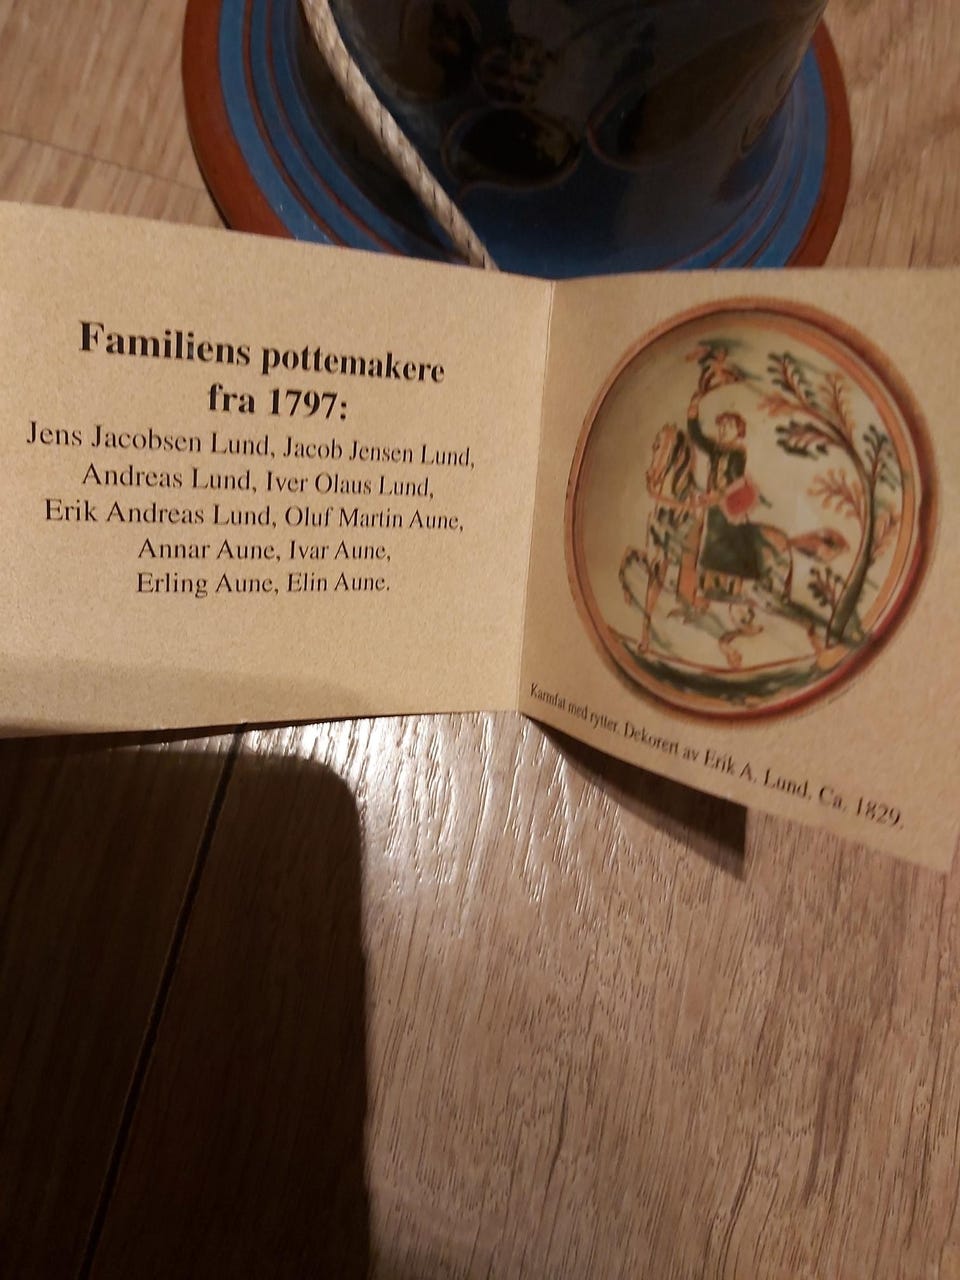 Familiens pottemakere
fra 1797:
Jens Jacobsen Lund, Jacob Jensen Lund,
Andreas Lund, Iver Olaus Lund,
Erik Andreas Lund, Oluf Martin Aune,
Annar Aune, Ivar Aune,
Erling Aune, Elin Aune.
Karmfat med rytter. Dekorert av Erik A. Lund. Ca. 1829.